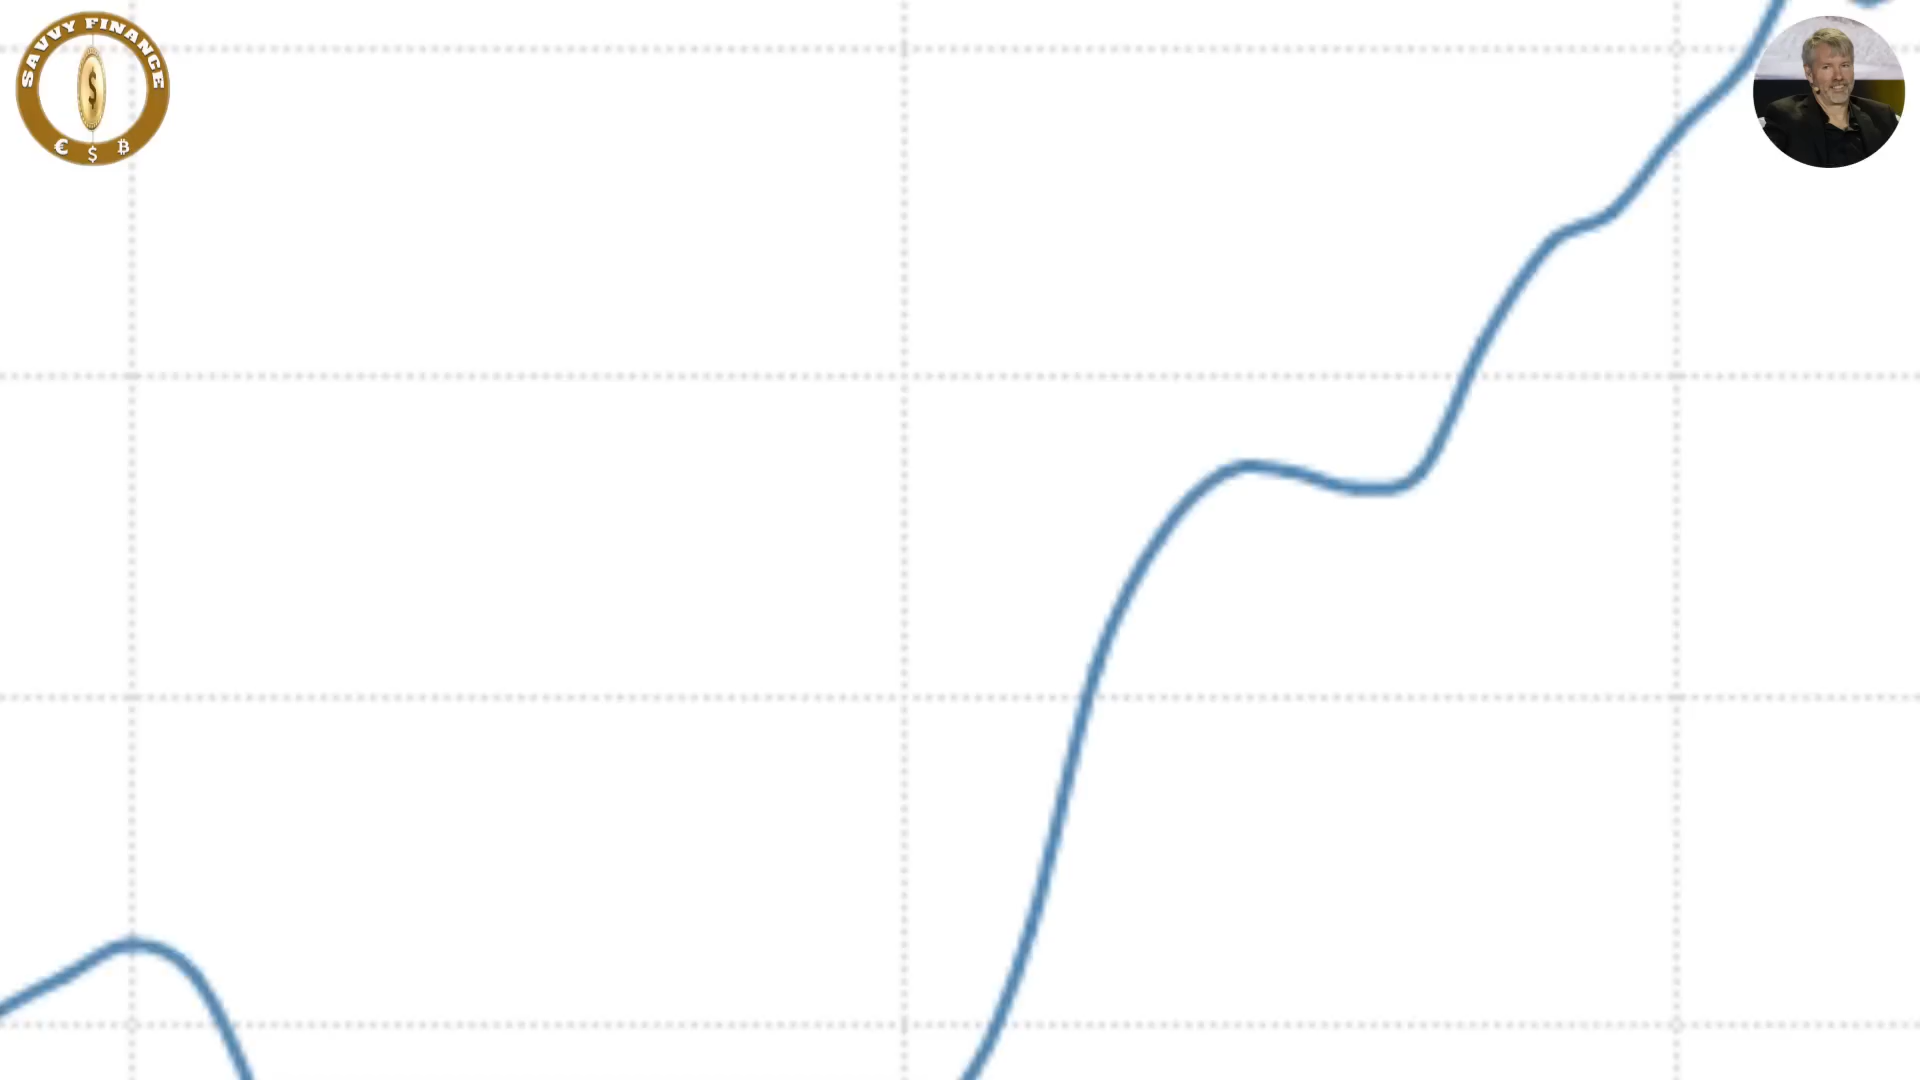 SAVVY FINANCE
$
€ $ ₿